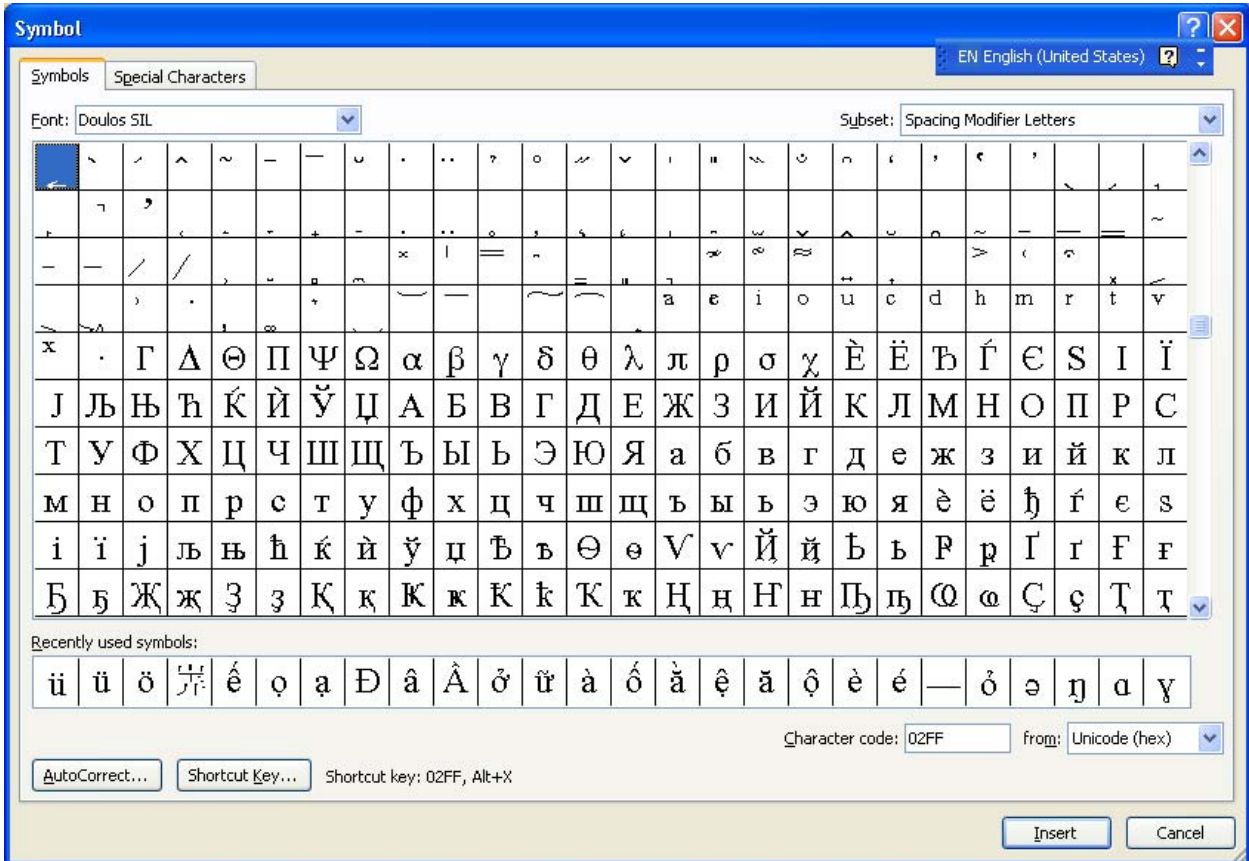 Symbol
EN English (United States)
Symbols Special Characters
Font: Doulos SIL Subset: Spacing Modifier Letters
a e i o u c d h m r t v
x · Γ Δ Θ Π Ψ Ω α β γ δ θ λ π ρ σ χ Ѐ Ё Ђ Ѓ Є Ѕ І Ї
Ј Љ Њ Ћ Ќ Ѝ Ў Џ А Б В Г Д Е Ж З И Й К Л М Н О П Р С
Т У Ф Х Ц Ч Ш Щ Ъ Ы Ь Э Ю Я а б в г д е ж з и й к л
м н о п р с т у ф х ц ч ш щ ъ ы ь э ю я ѐ ё ђ ѓ є ѕ
і ї ј љ њ ћ ќ ѝ ў џ Ѣ ѣ Ѳ ѳ Ѵ ѵ Ҋ ҋ Ҍ ҍ Ҏ ҏ Ґ ґ Ғ ғ
Ҕ ҕ Җ җ Ҙ ҙ Қ қ Ҝ ҝ Ҟ ҟ Ҡ ҡ Ң ң Ҥ ҥ Ҧ ҧ Ҩ ҩ Ҫ ҫ Ҭ ҭ
Recently used symbols:
ü ö ế ọ ạ Đ â Ầ ở ữ à ố ằ ệ ă ộ è é — ỏ ə ŋ ɑ ɣ
Character code: 02FF from: Unicode (hex)
AutoCorrect... Shortcut Key... Shortcut key: 02FF, Alt+X
Insert Cancel